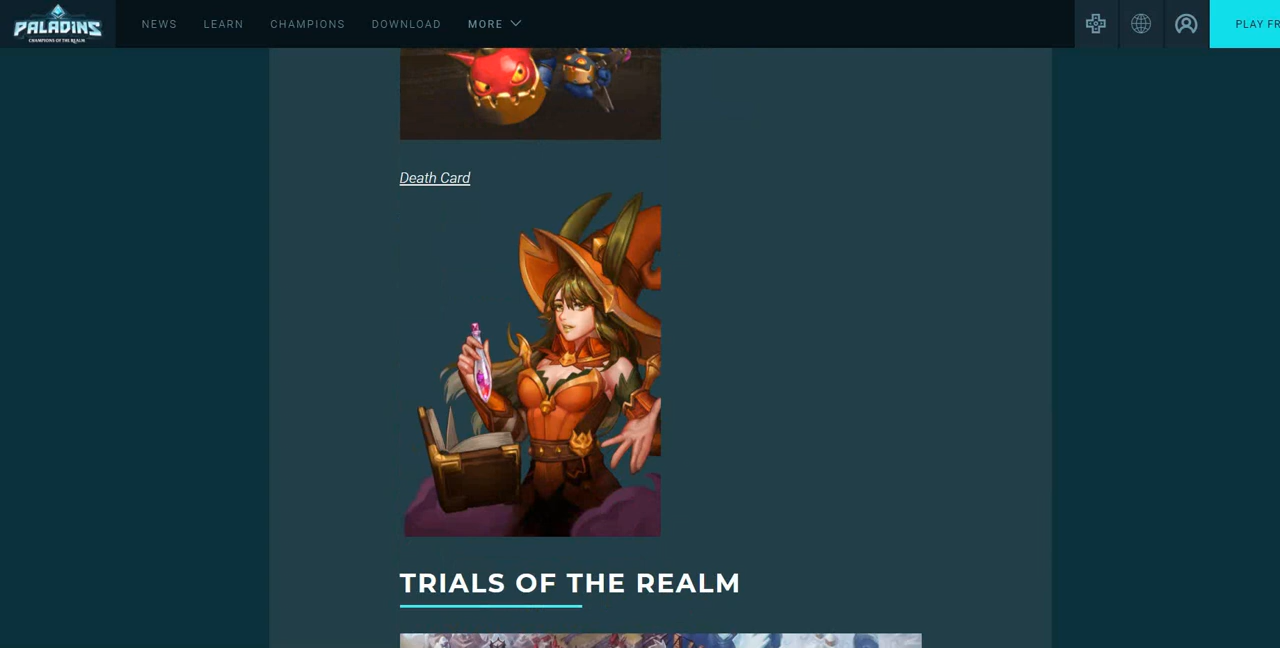 PALADINS
CHAMPIONS OF THE REALM
NEWS
LEARN
CHAMPIONS
DOWNLOAD
MORE
PLAY FR
Death Card
TRIALS OF THE REALM